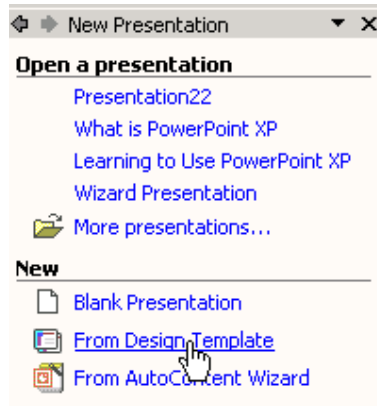 New Presentation
Open a presentation
Presentation22
What is PowerPoint XP
Learning to Use PowerPoint XP
Wizard Presentation
More presentations...
New
Blank Presentation
From Design Template
From AutoContent Wizard